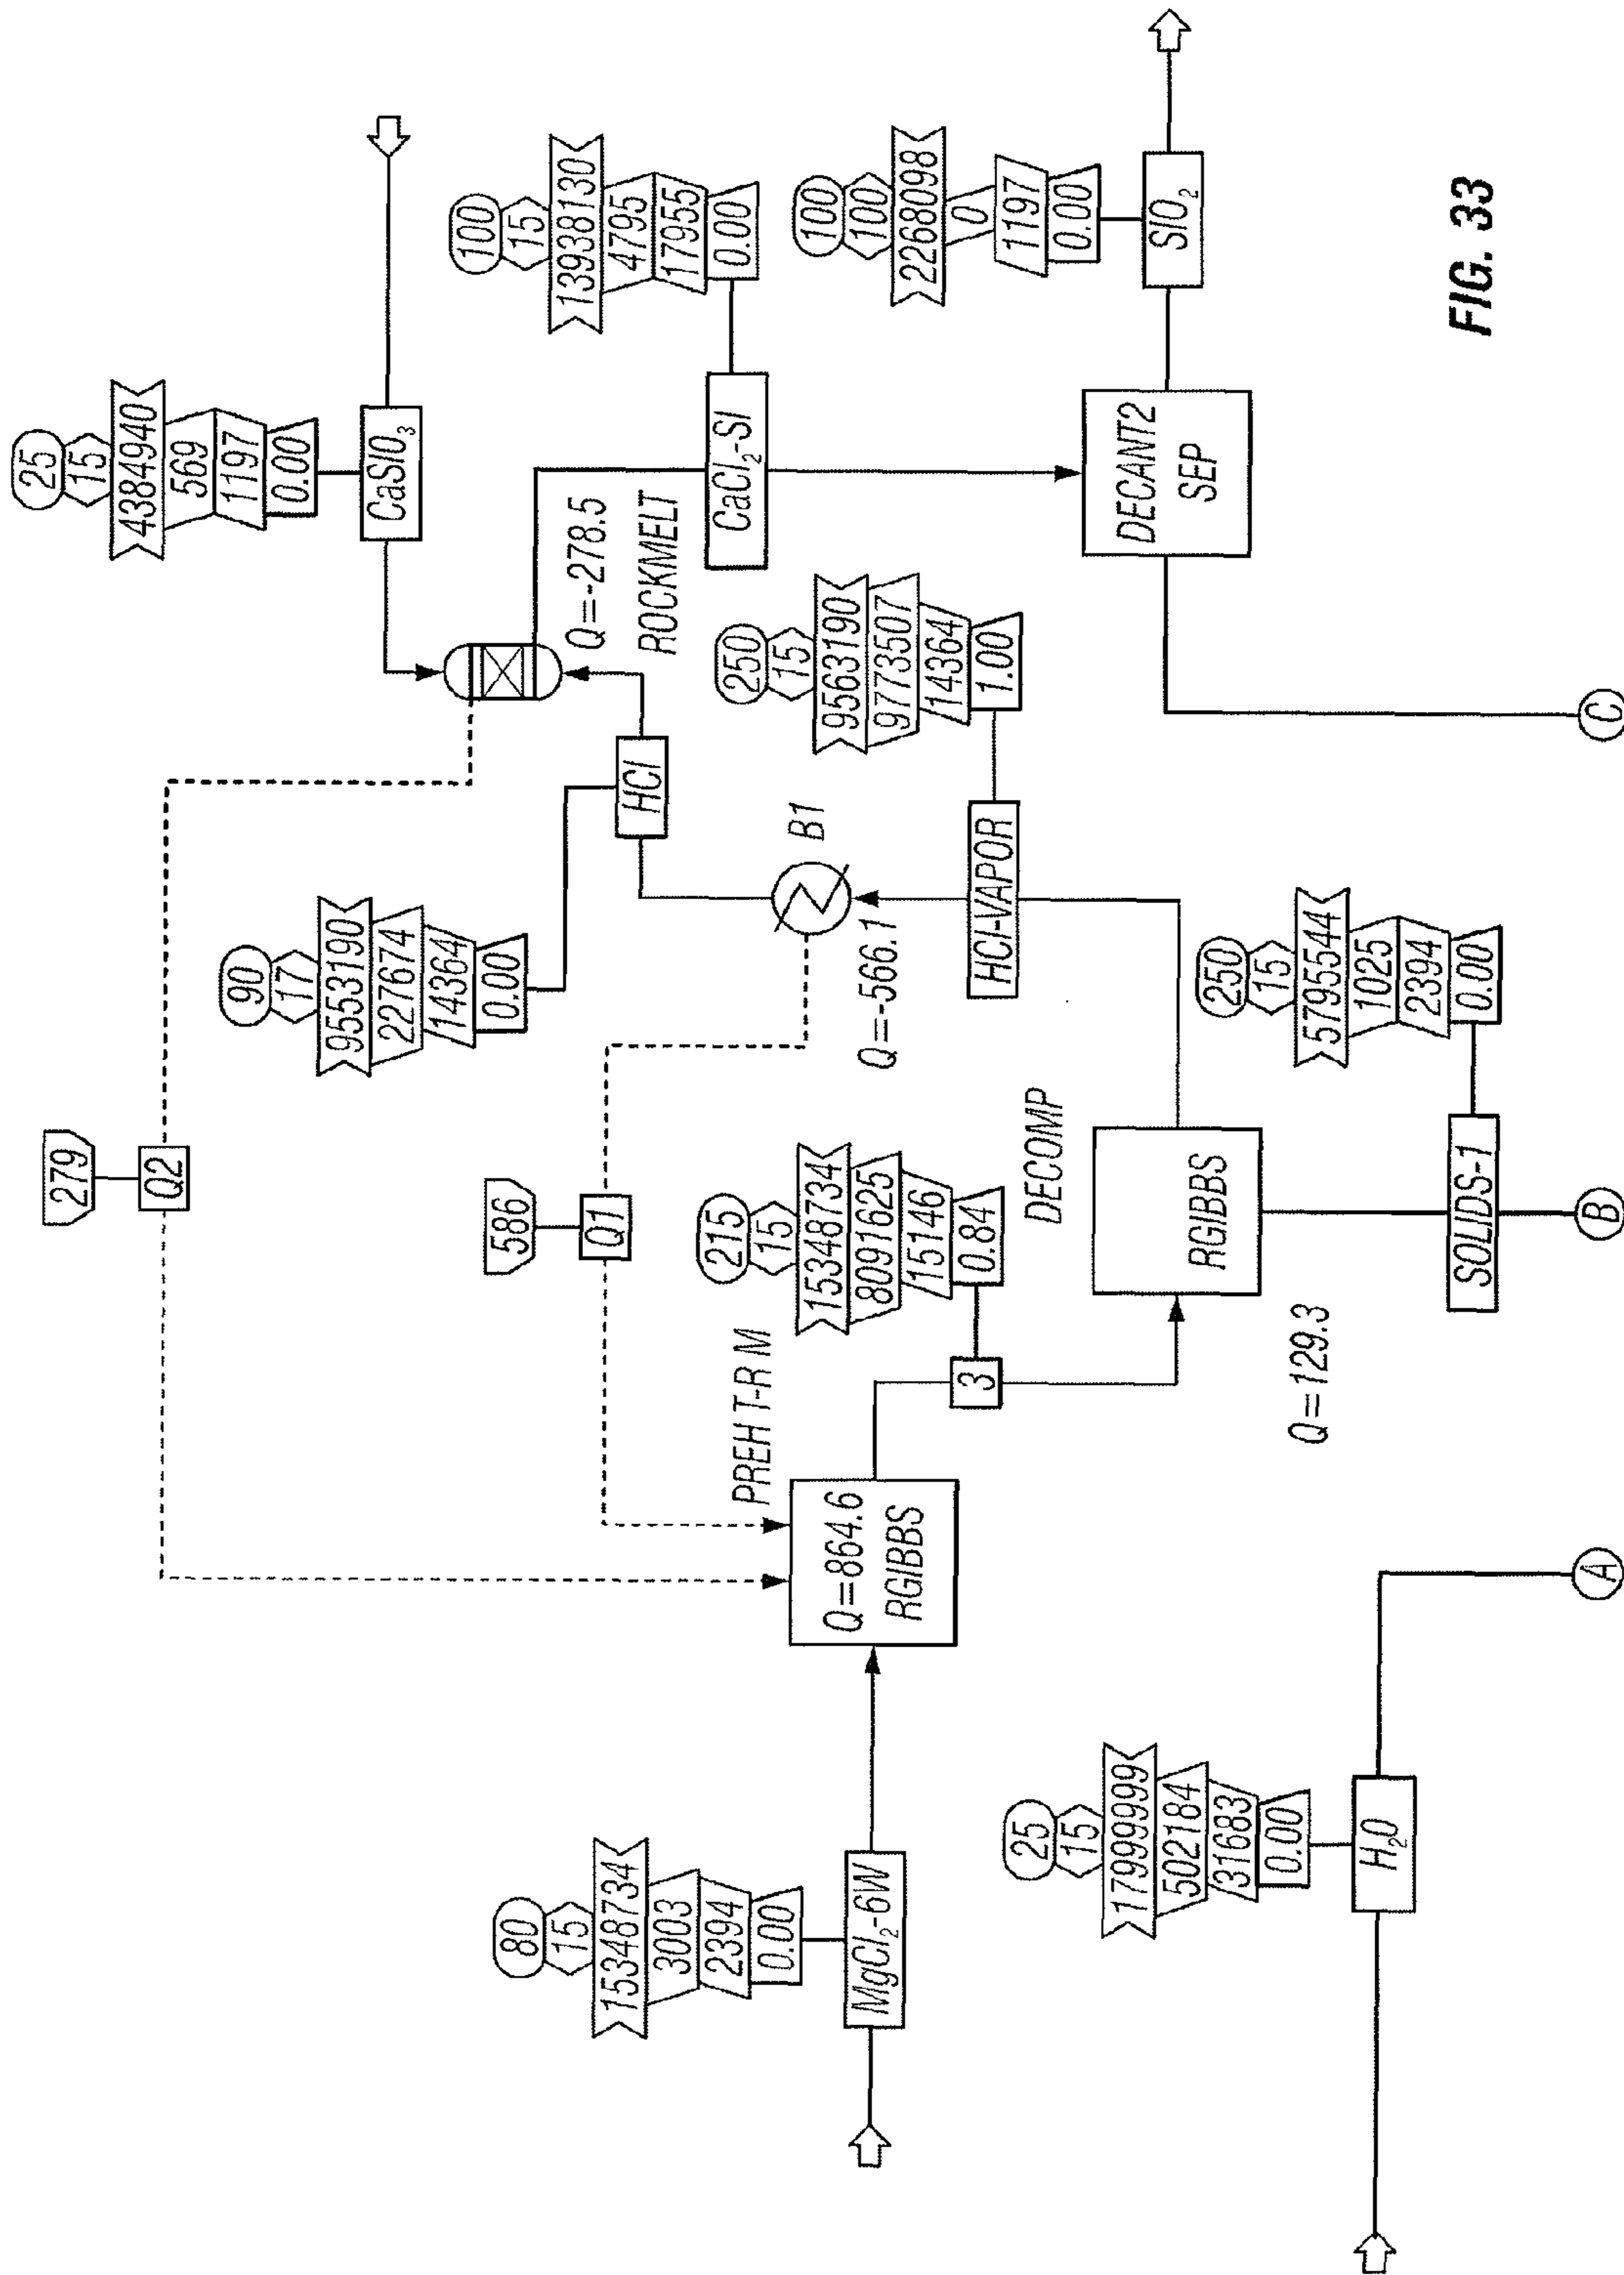 25
15
4384940
569
1197
0.00
CaSIO3
279
Q2
90
17
9553190
227674
14364
0.00
HCl
Q=-278.5
ROCKMELT
100
15
13938130
4795
17955
0.00
CaCl2-SI
586
Q1
B1
Q=-566.1
250
15
9563190
9773507
14364
1.00
HCl-VAPOR
100
100
2268098
0
1197
0.00
SIO2
DECANT2
SEP
80
15
15348734
3003
2394
0.00
MgCl2-6W
PREH T-R M
Q=864.6
RGIBBS
215
15
15348734
8091625
15146
0.84
3
DECOMP
RGIBBS
Q=129.3
250
15
5795544
1025
2394
0.00
SOLIDS-1
25
15
17999999
502184
31683
0.00
H2O
A
B
C
FIG. 33